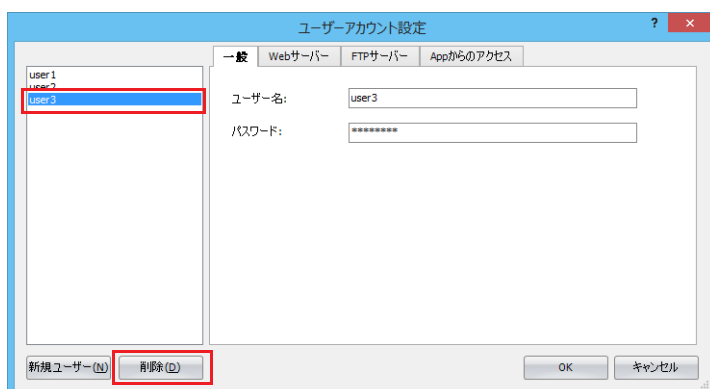 ユーザーアカウント設定
? ×
一般 Webサーバー FTPサーバー Appからのアクセス
user1
user2
user3
ユーザー名: user3
パスワード: ********
新規ユーザー(N) 削除(D) OK キャンセル